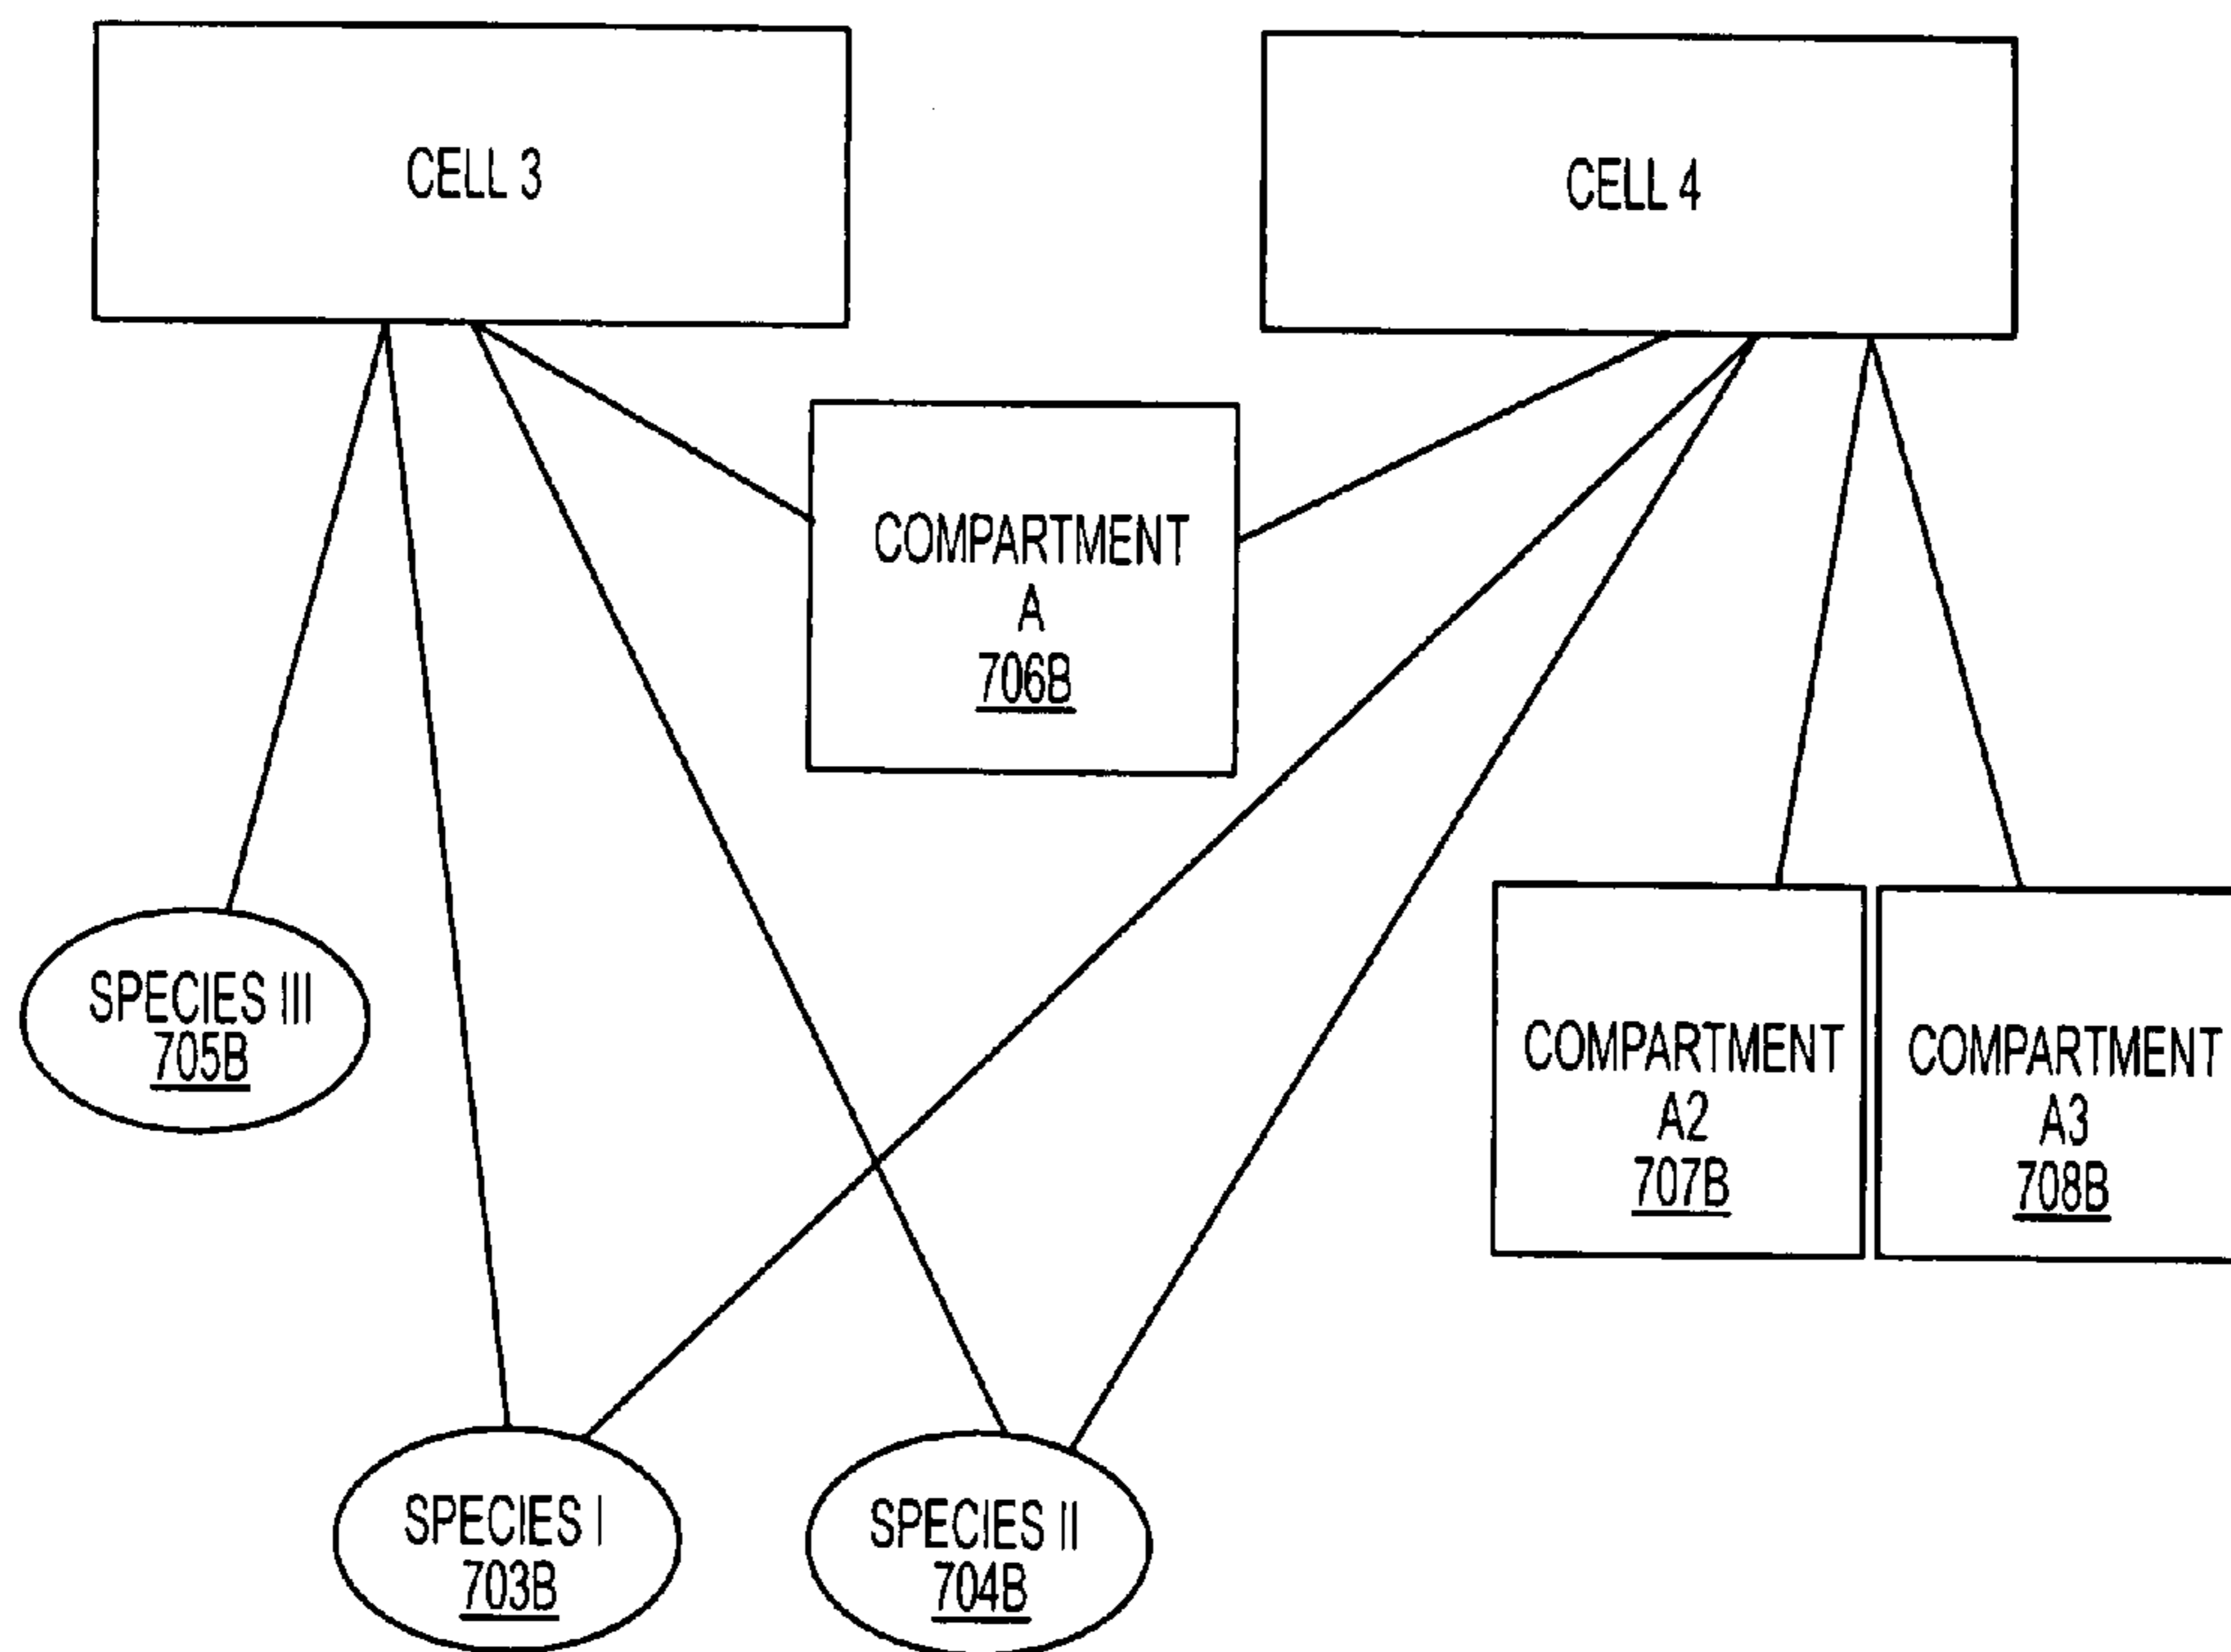 CELL 3
CELL 4
COMPARTMENT
A
706B
SPECIES III
705B
COMPARTMENT
A2
707B
COMPARTMENT
A3
708B
SPECIES I
703B
SPECIES II
704B